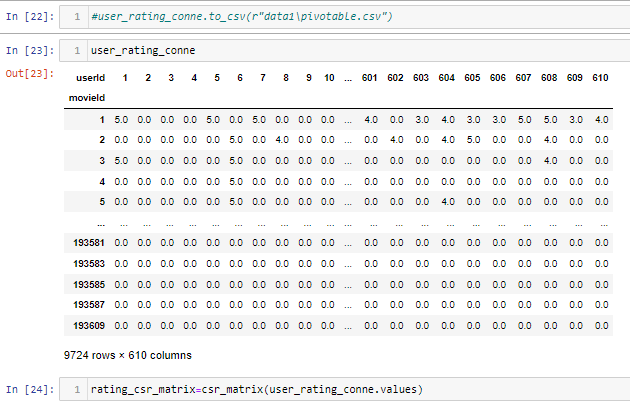 In [22]: 1 #user_rating_conne.to_csv(r"data1\pivotable.csv")
In [23]: 1 user_rating_conne
Out[23]:
userId 1 2 3 4 5 6 7 8 9 10 ... 601 602 603 604 605 606 607 608 609 610
movieId
1 5.0 0.0 0.0 0.0 5.0 0.0 5.0 0.0 0.0 0.0 ... 4.0 0.0 3.0 4.0 3.0 3.0 5.0 5.0 3.0 4.0
2 0.0 0.0 0.0 0.0 0.0 5.0 0.0 4.0 0.0 0.0 ... 0.0 4.0 0.0 4.0 5.0 0.0 0.0 4.0 0.0 0.0
3 5.0 0.0 0.0 0.0 0.0 5.0 0.0 0.0 0.0 0.0 ... 0.0 0.0 0.0 0.0 0.0 0.0 0.0 4.0 0.0 0.0
4 0.0 0.0 0.0 0.0 0.0 5.0 0.0 0.0 0.0 0.0 ... 0.0 0.0 0.0 0.0 0.0 0.0 0.0 0.0 0.0 0.0
5 0.0 0.0 0.0 0.0 0.0 5.0 0.0 0.0 0.0 0.0 ... 0.0 0.0 0.0 4.0 0.0 0.0 0.0 0.0 0.0 0.0
... ... ... ... ... ... ... ... ... ... ... ... ... ... ... ... ... ... ... ... ... ...
193581 0.0 0.0 0.0 0.0 0.0 0.0 0.0 0.0 0.0 0.0 ... 0.0 0.0 0.0 0.0 0.0 0.0 0.0 0.0 0.0 0.0
193583 0.0 0.0 0.0 0.0 0.0 0.0 0.0 0.0 0.0 0.0 ... 0.0 0.0 0.0 0.0 0.0 0.0 0.0 0.0 0.0 0.0
193585 0.0 0.0 0.0 0.0 0.0 0.0 0.0 0.0 0.0 0.0 ... 0.0 0.0 0.0 0.0 0.0 0.0 0.0 0.0 0.0 0.0
193587 0.0 0.0 0.0 0.0 0.0 0.0 0.0 0.0 0.0 0.0 ... 0.0 0.0 0.0 0.0 0.0 0.0 0.0 0.0 0.0 0.0
193609 0.0 0.0 0.0 0.0 0.0 0.0 0.0 0.0 0.0 0.0 ... 0.0 0.0 0.0 0.0 0.0 0.0 0.0 0.0 0.0 0.0
9724 rows × 610 columns
In [24]: 1 rating_csr_matrix=csr_matrix(user_rating_conne.values)